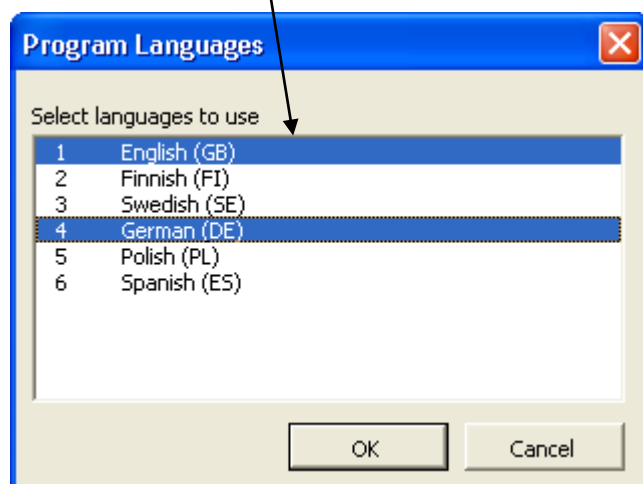 Program Languages
Select languages to use
1 English (GB)
2 Finnish (FI)
3 Swedish (SE)
4 German (DE)
5 Polish (PL)
6 Spanish (ES)
OK Cancel